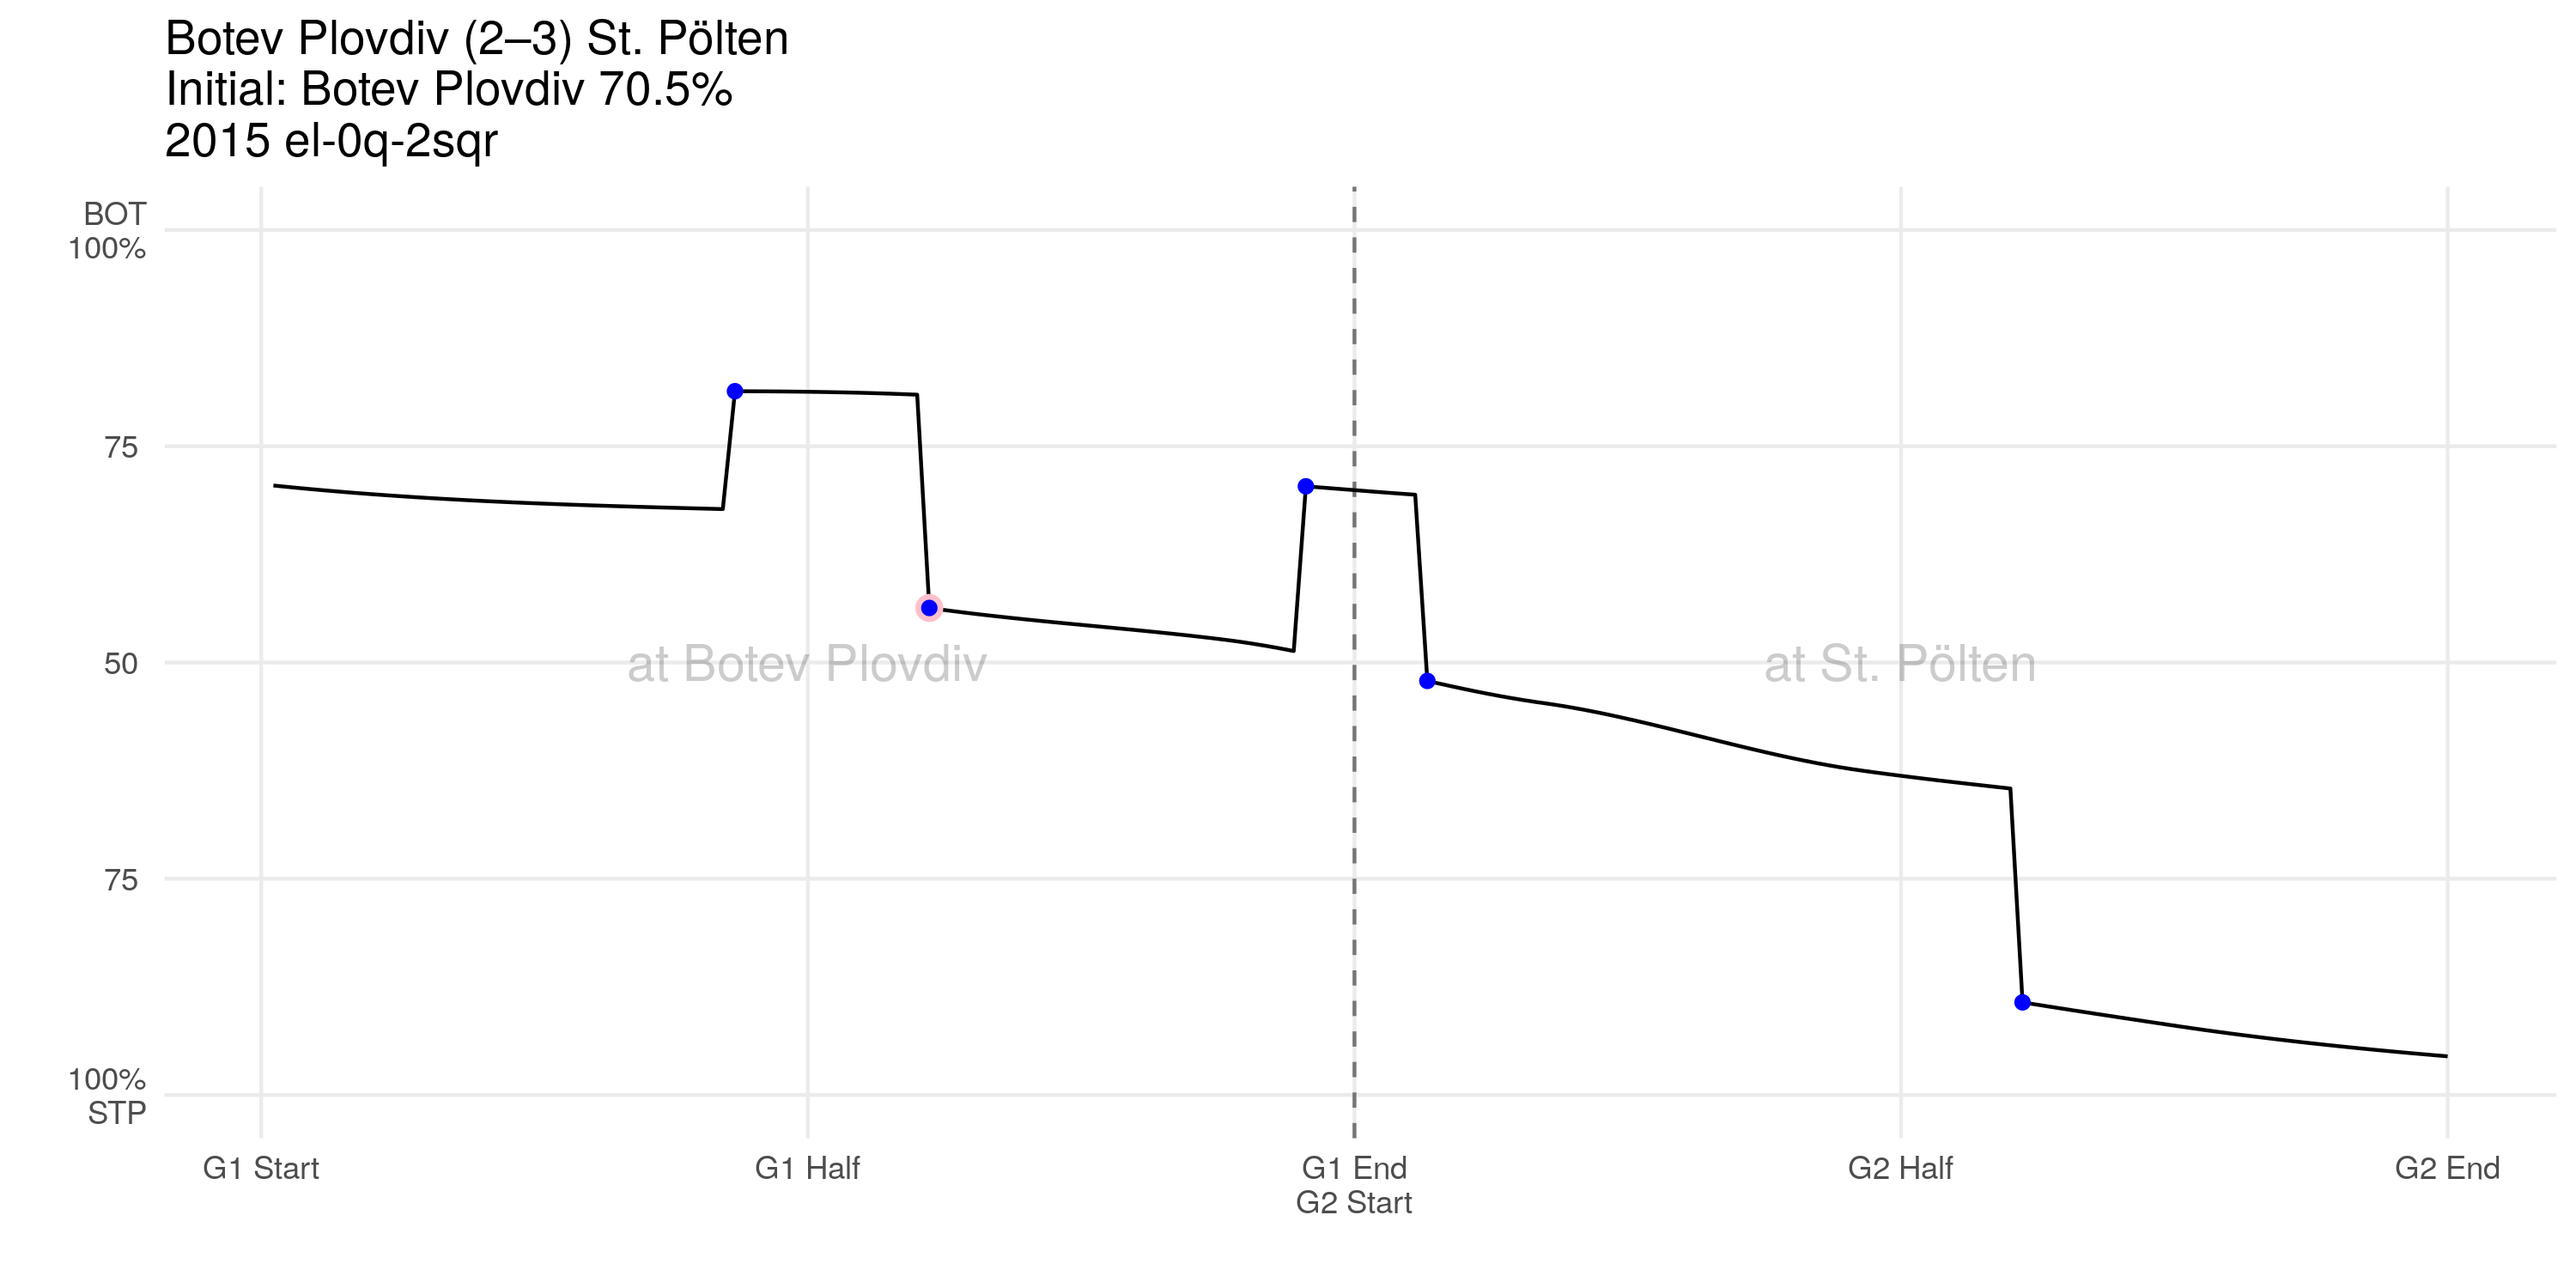 Botev Plovdiv (2–3) St. Pölten
Initial: Botev Plovdiv 70.5%
2015 el-0q-2sqr
BOT
100%
75
50
75
100%
STP
at Botev Plovdiv
at St. Pölten
G1 Start
G1 Half
G1 End
G2 Start
G2 Half
G2 End